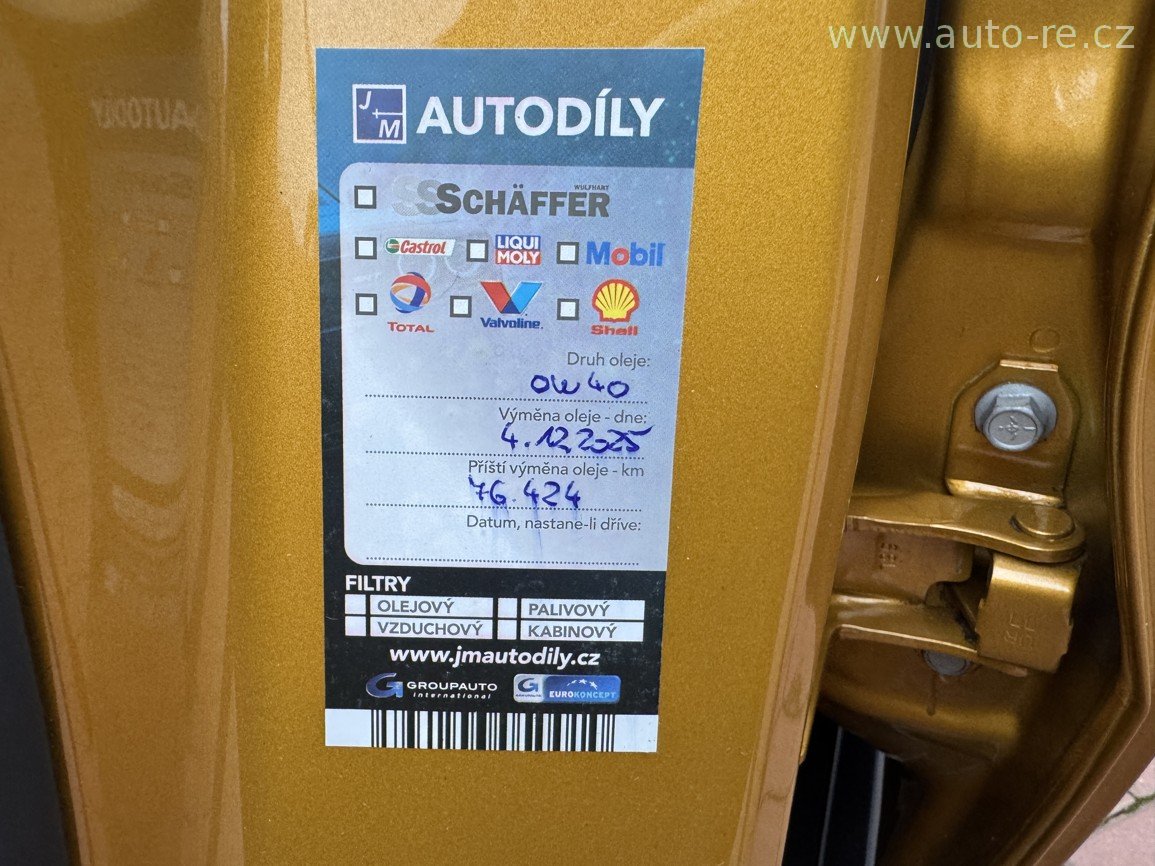 www.auto-re.cz
J+M AUTODÍLY
WULFHART
SCHÄFFER
Castrol LIQUI MOLY Mobil
TOTAL Valvoline Shell
Druh oleje:
0W40
Výměna oleje - dne:
4.12.2025
Příští výměna oleje - km
76.424
Datum, nastane-li dříve:
FILTRY
OLEJOVÝ PALIVOVÝ
VZDUCHOVÝ KABINOVÝ
www.jmautodily.cz
GROUPAUTO EUROKONCEPT
international